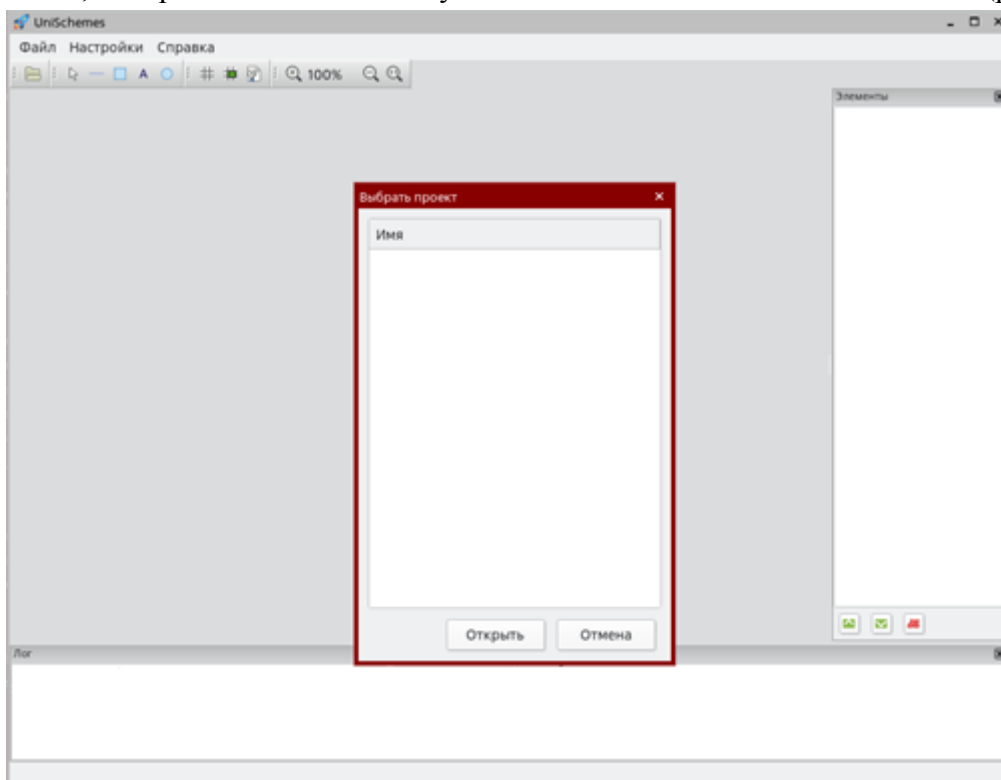 UniSchemes
Файл Настройки Справка
A 100%
Элементы
Выбрать проект
Имя
Открыть Отмена
Лог